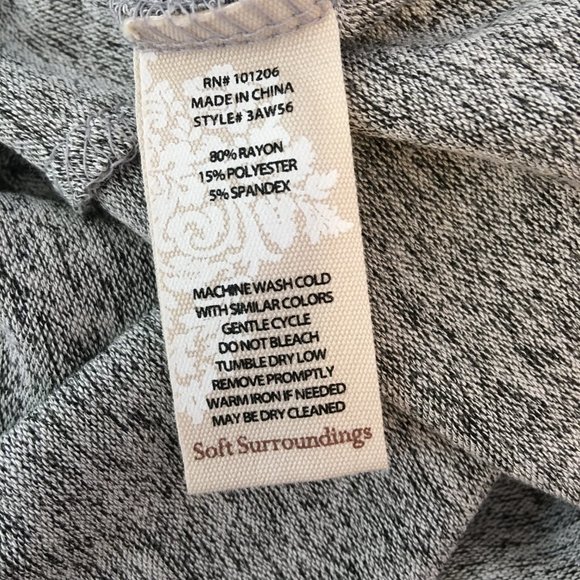 RN# 101206
MADE IN CHINA
STYLE# 3AW56
80% RAYON
15% POLYESTER
5% SPANDEX
MACHINE WASH COLD
WITH SIMILAR COLORS
GENTLE CYCLE
DO NOT BLEACH
TUMBLE DRY LOW
REMOVE PROMPTLY
WARM IRON IF NEEDED
MAY BE DRY CLEANED
Soft Surroundings